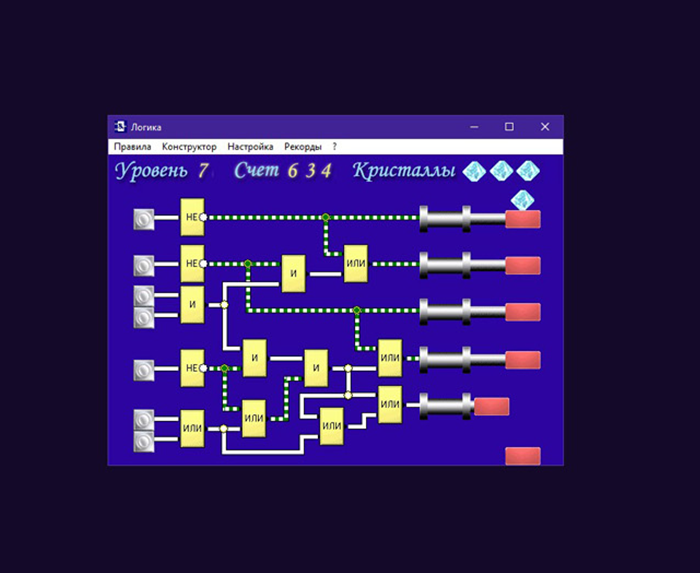 Логика
Правила Конструктор Настройка Рекорды ?
Уровень 7 Счет 6 3 4 Кристаллы
НЕ
НЕ
И
ИЛИ
И
И
ИЛИ
НЕ
И
ИЛИ
ИЛИ
ИЛИ
ИЛИ